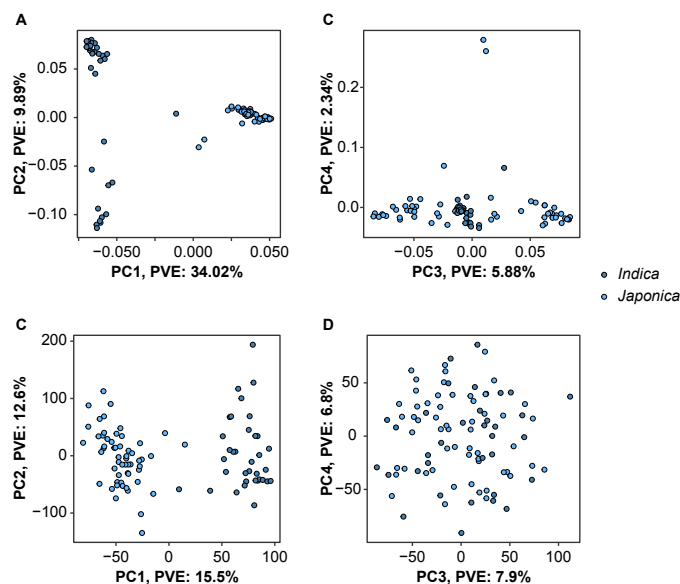 A
0.05
0.00
−0.05
−0.10
PC2, PVE: 9.89%
−0.050
0.000
0.050
PC1, PVE: 34.02%
C
0.2
0.1
0.0
PC4, PVE: 2.34%
−0.05
0.00
0.05
PC3, PVE: 5.88%
Indica
Japonica
C
200
100
0
−100
PC2, PVE: 12.6%
−50
0
50
100
PC1, PVE: 15.5%
D
50
0
−50
PC4, PVE: 6.8%
−50
0
50
100
PC3, PVE: 7.9%